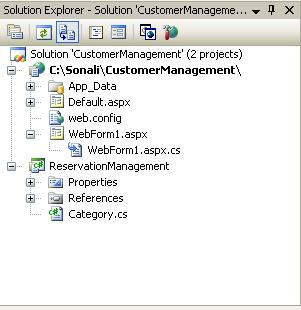 Solution Explorer - Solution 'CustomerManageme...
Solution 'CustomerManagement' (2 projects)
C:\Sonali\CustomerManagement\
App_Data
Default.aspx
web.config
WebForm1.aspx
WebForm1.aspx.cs
ReservationManagement
Properties
References
Category.cs